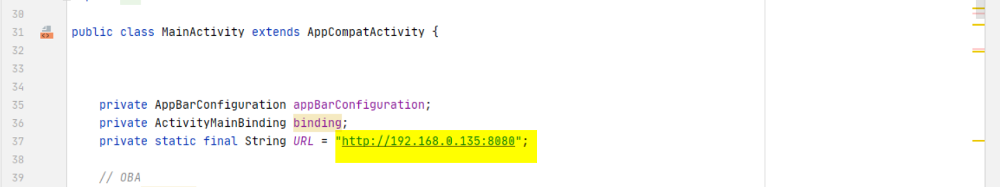 30
31 public class MainActivity extends AppCompatActivity {
32
33
34
35 private AppBarConfiguration appBarConfiguration;
36 private ActivityMainBinding binding;
37 private static final String URL = "http://192.168.0.135:8080";
38
39 // OBA